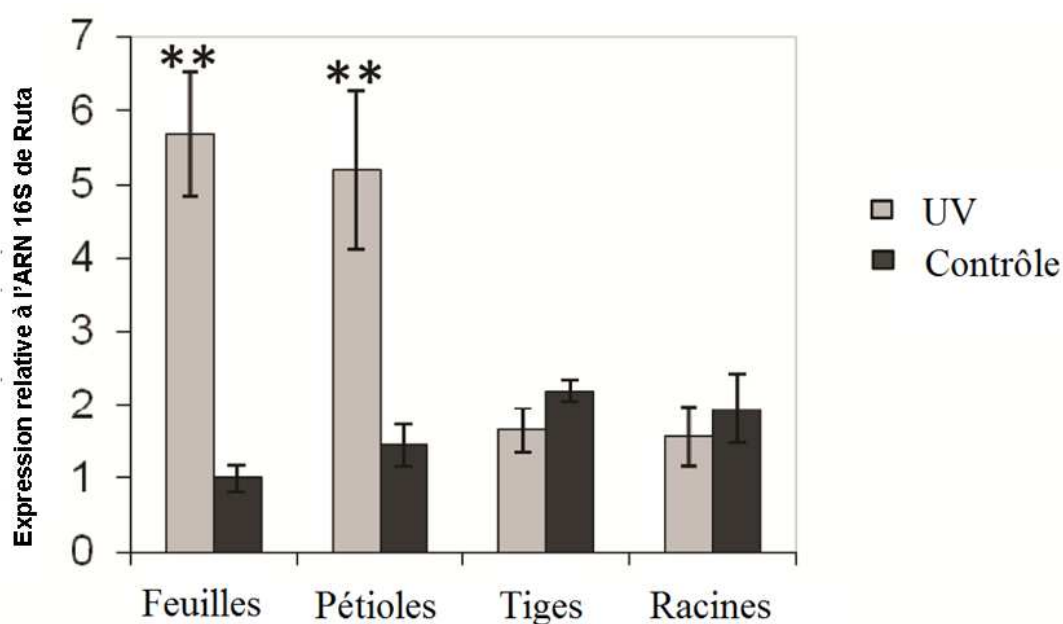 Expression relative à l'ARN 16S de Ruta
7
6
5
4
3
2
1
0
**
**
Feuilles Pétioles Tiges Racines
UV
Contrôle